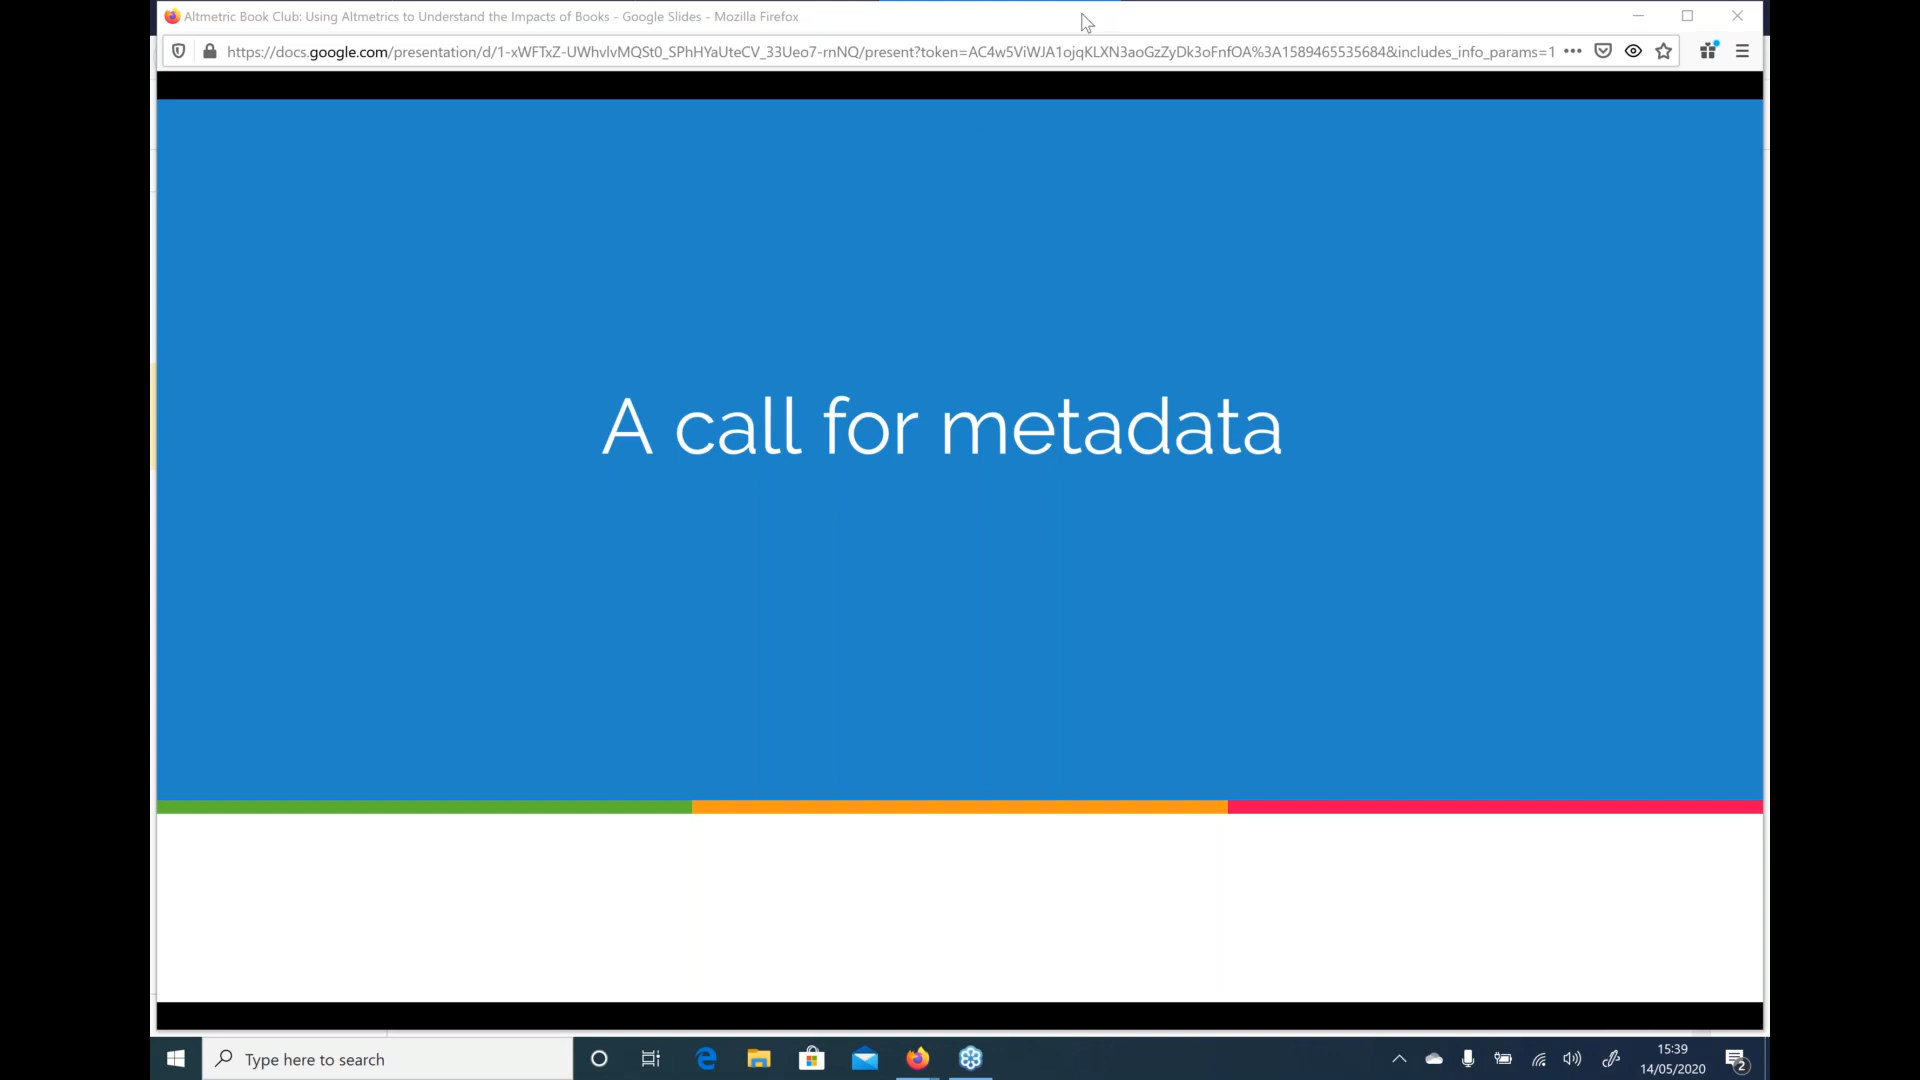 Altmetric Book Club: Using Altmetrics to Understand the Impacts of Books - Google Slides - Mozilla Firefox
https://docs.google.com/presentation/d/1-xWFTxZ-UWhvlvMQSt0_SPhHYaUteCV_33Ueo7-rnNQ/present?token=AC4w5ViWJA1ojqKLXN3aoGzZyDk3oFnfOA%3A1589465535684&includes_info_params=1
A call for metadata
Type here to search
15:39
14/05/2020
2